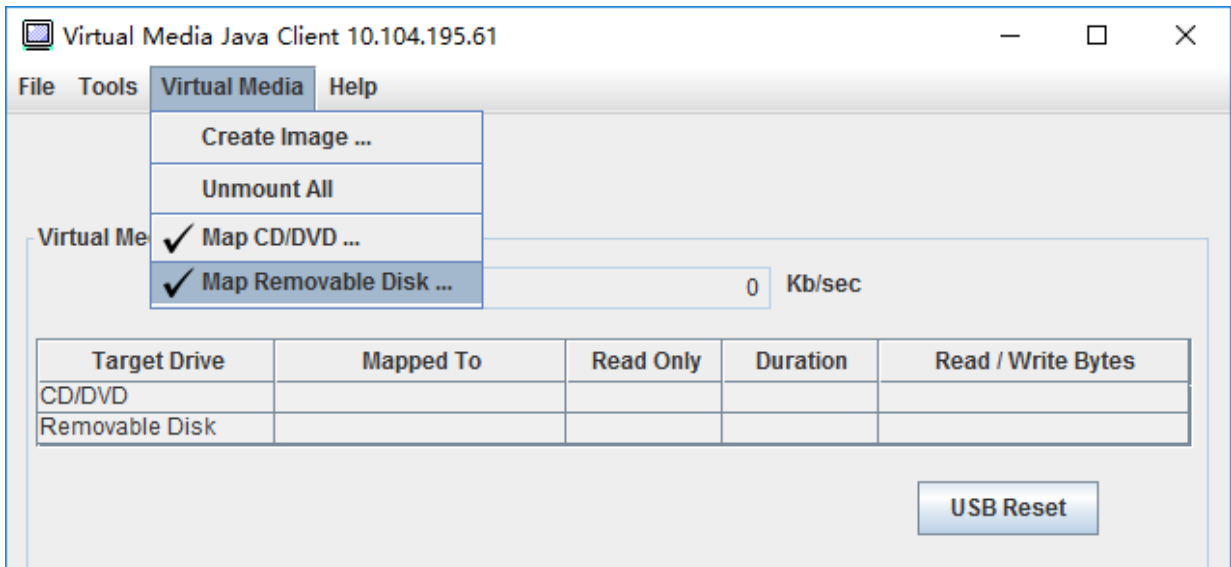 Virtual Media Java Client 10.104.195.61
File Tools Virtual Media Help
Create Image ...
Unmount All
Virtual Me
Map CD/DVD ...
Map Removable Disk ...
0 Kb/sec
Target Drive Mapped To Read Only Duration Read / Write Bytes
CD/DVD
Removable Disk
USB Reset